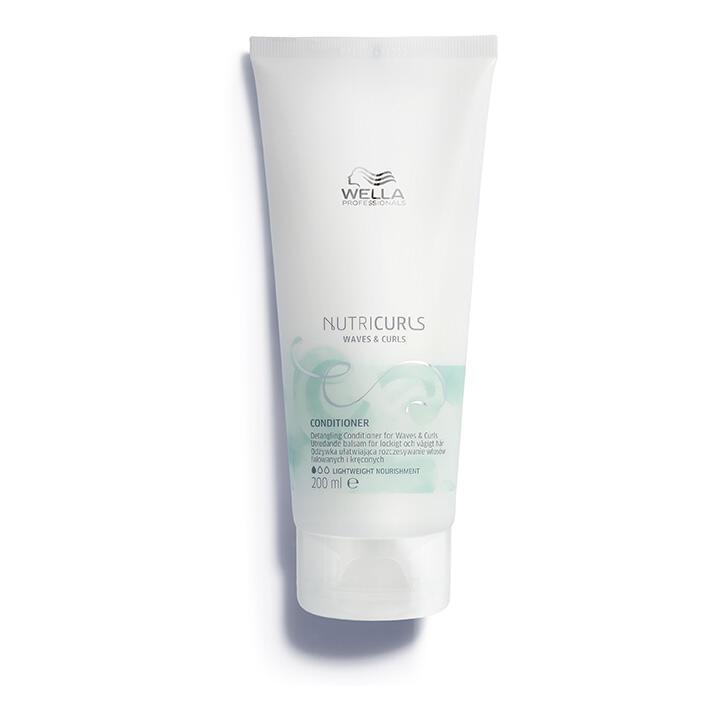 WELLA
PROFESSIONALS
NUTRICURLS
WAVES & CURLS
CONDITIONER
Detangling Conditioner for Waves & Curls
Utredande balsam för lockigt och vågigt hår
Odżywka ułatwiająca rozczesywanie włosów
falowanych i kręconych
LIGHTWEIGHT NOURISHMENT
200 ml ℮